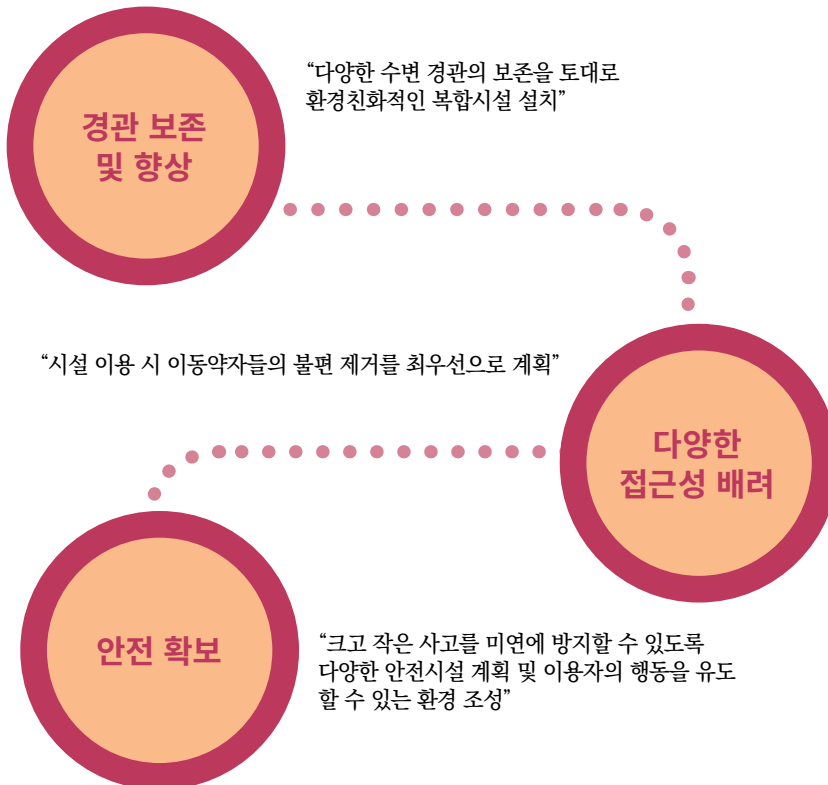 경관 보존
및 향상
“다양한 수변 경관의 보존을 토대로
환경친화적인 복합시설 설치”
“시설 이용 시 이동약자들의 불편 제거를 최우선으로 계획”
다양한
접근성 배려
안전 확보
“크고 작은 사고를 미연에 방지할 수 있도록
다양한 안전시설 계획 및 이용자의 행동을 유도
할 수 있는 환경 조성”